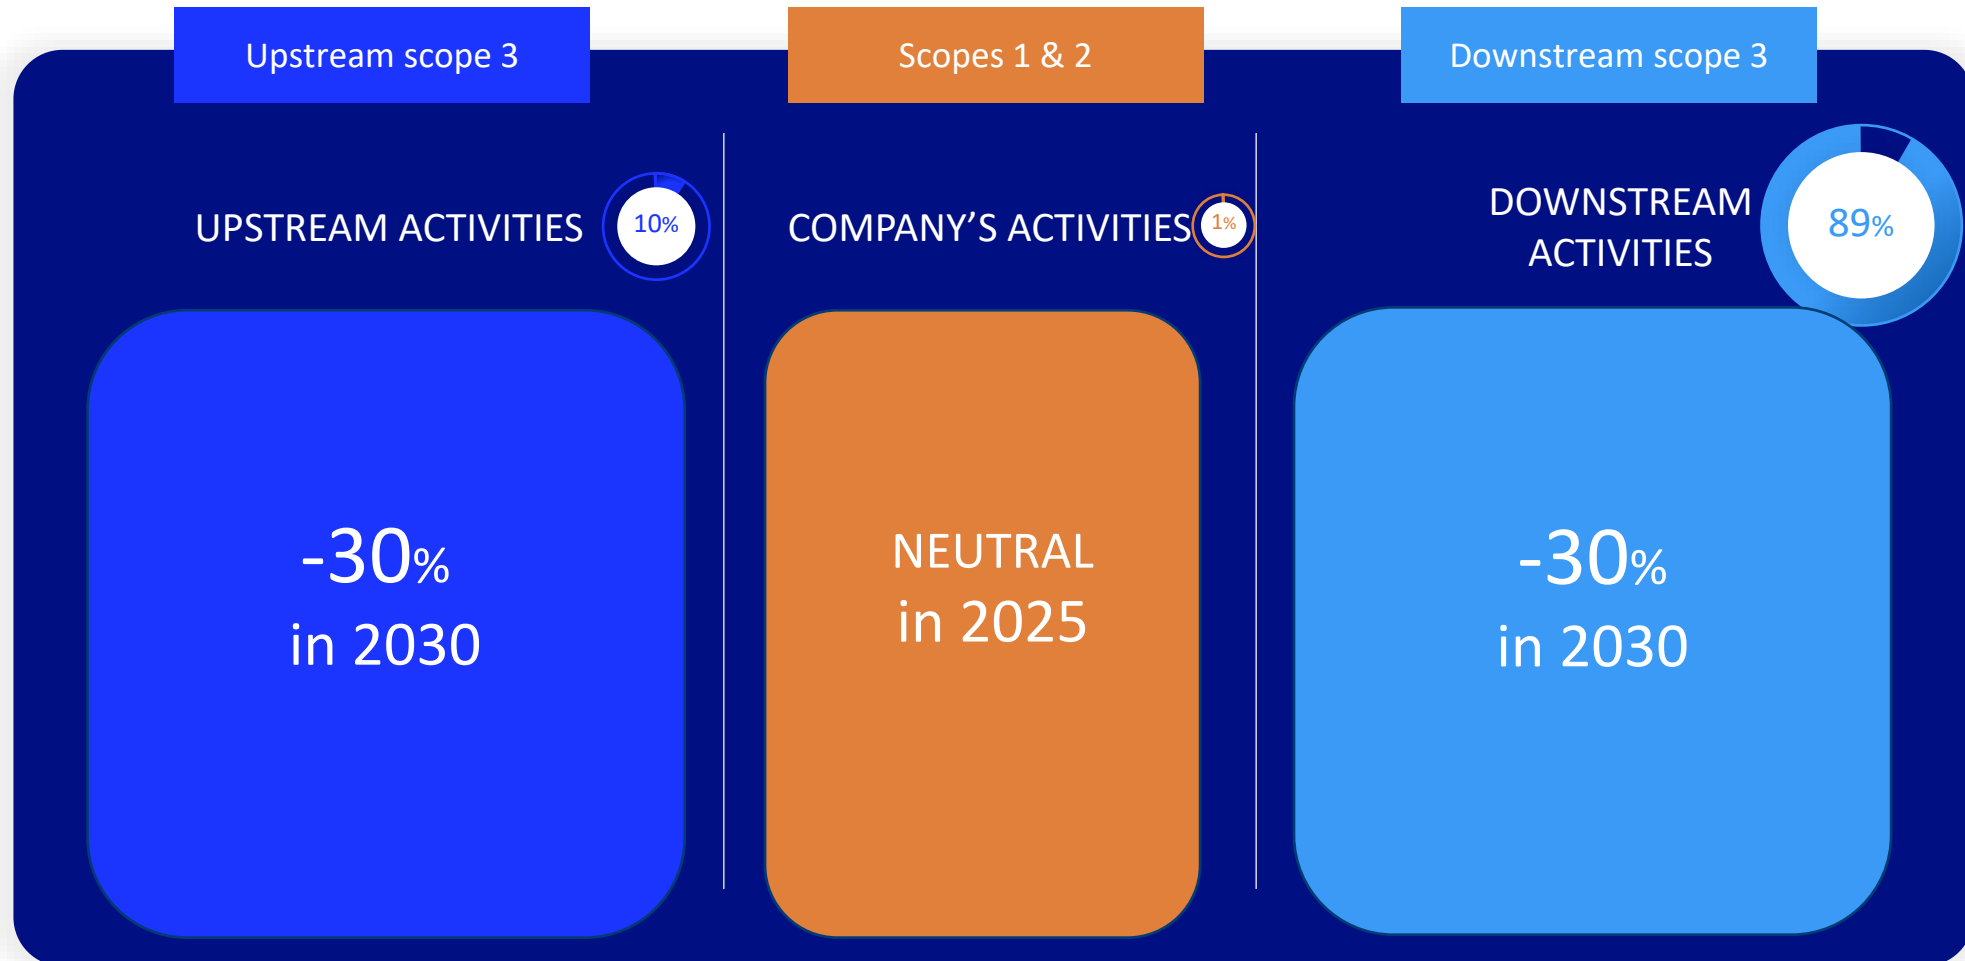 Upstream scope 3
Scopes 1 & 2
Downstream scope 3
UPSTREAM ACTIVITIES
10%
COMPANY’S ACTIVITIES
1%
DOWNSTREAM
ACTIVITIES
89%
-30%
in 2030
NEUTRAL
in 2025
-30%
in 2030